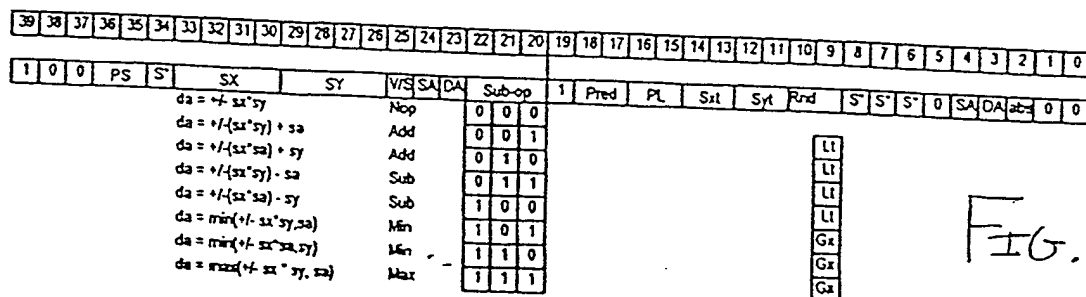 39 38 37 36 35 34 33 32 31 30 29 28 27 26 25 24 23 22 21 20 19 18 17 16 15 14 13 12 11 10 9 8 7 6 5 4 3 2 1 0
1 0 0 PS S* SX SY V/S SA DA Sub-op 1 Pred PL Sxt Syt Rnd S* S* S* 0 SA DA abs 0 0
da = +/- sx*sy Nop 0 0 0
da = +/-(sx*sy) + sa Add 0 0 1 Lt
da = +/-(sx*sa) + sy Add 0 1 0 Lt
da = +/-(sx*sy) - sa Sub 0 1 1 Lt
da = +/-(sx*sa) - sy Sub 1 0 0 Lt
da = min(+/- sx*sy,sa) Min 1 0 1 Gx
da = min(+/- sx*sa,sy) Min 1 1 0 Gx
da = max(+/- sx * sy, sa) Max 1 1 1 Gx
FIG.